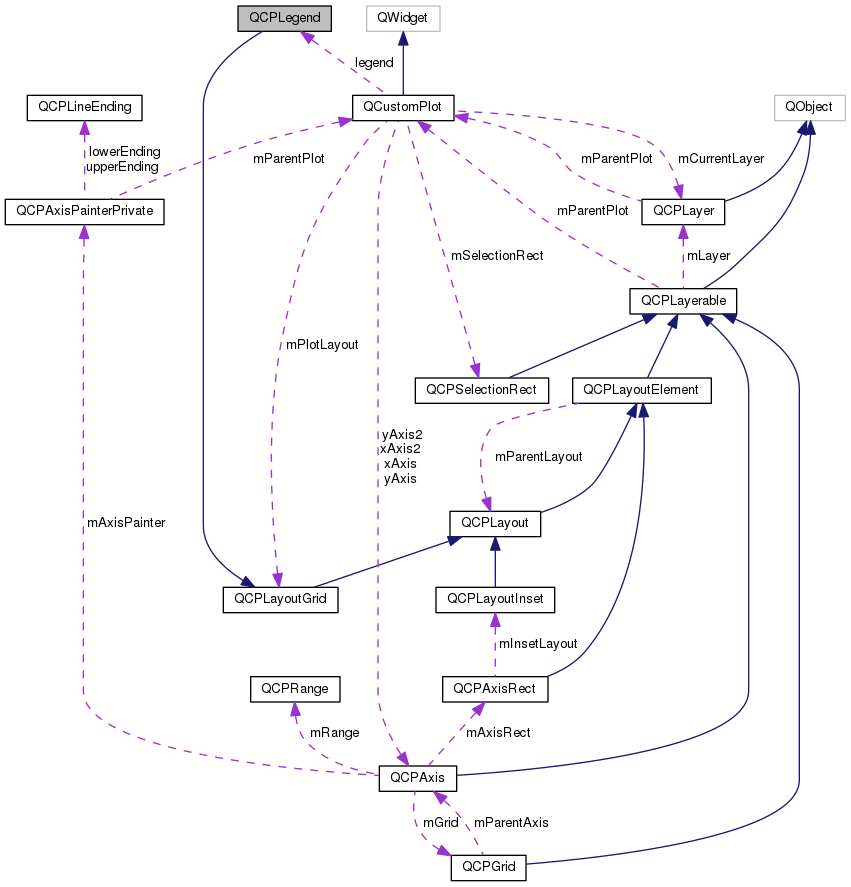 QCPLegend
QWidget
legend
QCPLineEnding
QCustomPlot
QObject
lowerEnding
upperEnding
mParentPlot
mParentPlot
mCurrentLayer
QCPAxisPainterPrivate
mParentPlot
QCPLayer
mSelectionRect
mLayer
QCPLayerable
mPlotLayout
QCPSelectionRect
QCPLayoutElement
yAxis2
xAxis2
xAxis
yAxis
mParentLayout
mAxisPainter
QCPLayout
QCPLayoutGrid
QCPLayoutInset
mInsetLayout
QCPRange
QCPAxisRect
mRange
mAxisRect
QCPAxis
mGrid
mParentAxis
QCPGrid